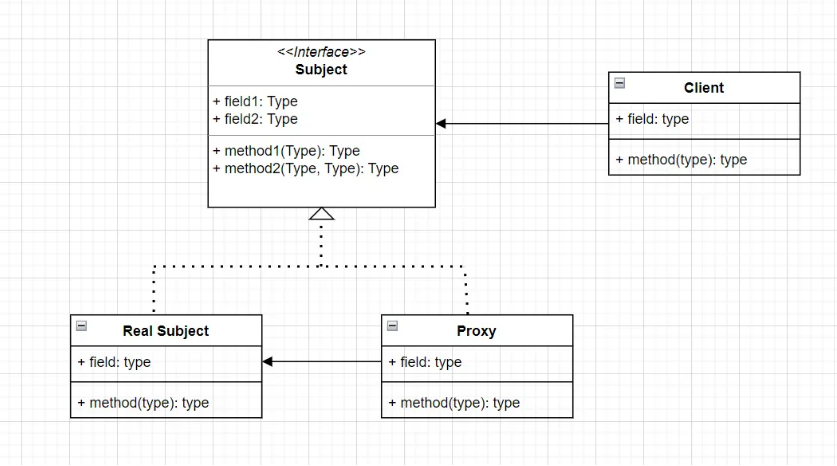 <<Interface>>
Subject
+ field1: Type
+ field2: Type
+ method1(Type): Type
+ method2(Type, Type): Type
Client
+ field: type
+ method(type): type
Real Subject
+ field: type
+ method(type): type
Proxy
+ field: type
+ method(type): type